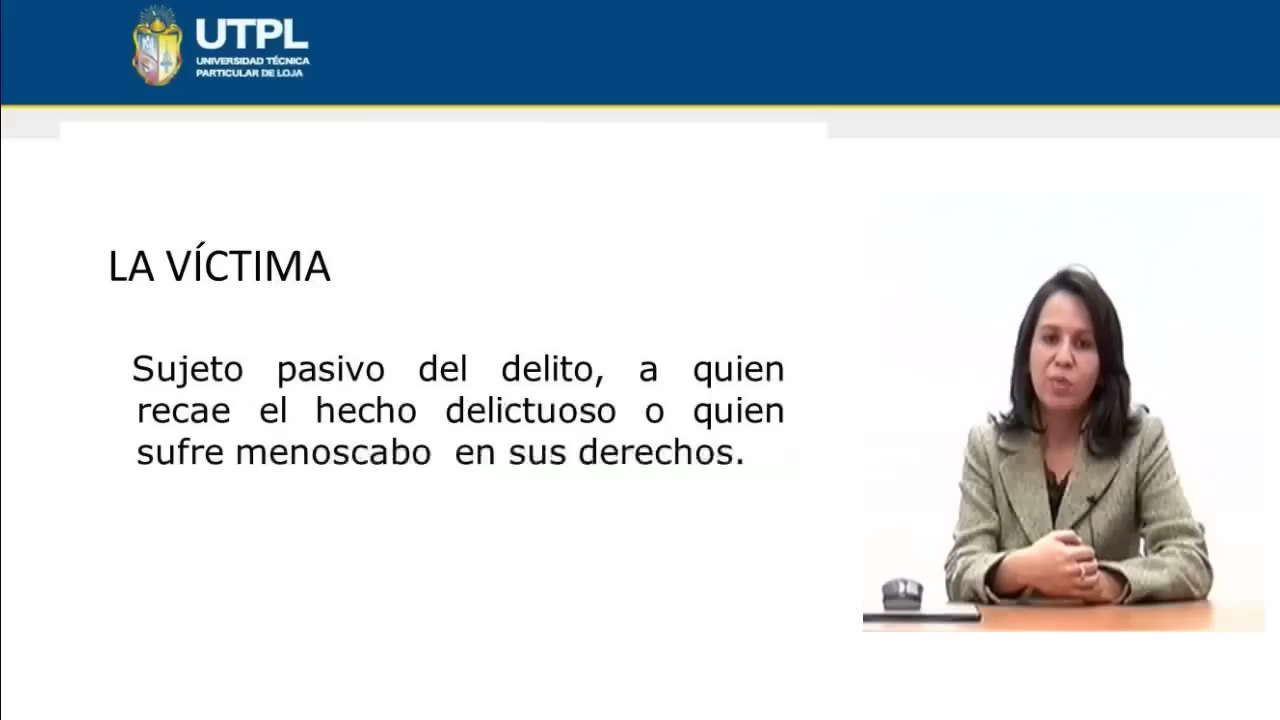 UTPL
UNIVERSIDAD TÉCNICA
PARTICULAR DE LOJA
LA VÍCTIMA
Sujeto pasivo del delito, a quien
recae el hecho delictuoso o quien
sufre menoscabo en sus derechos.